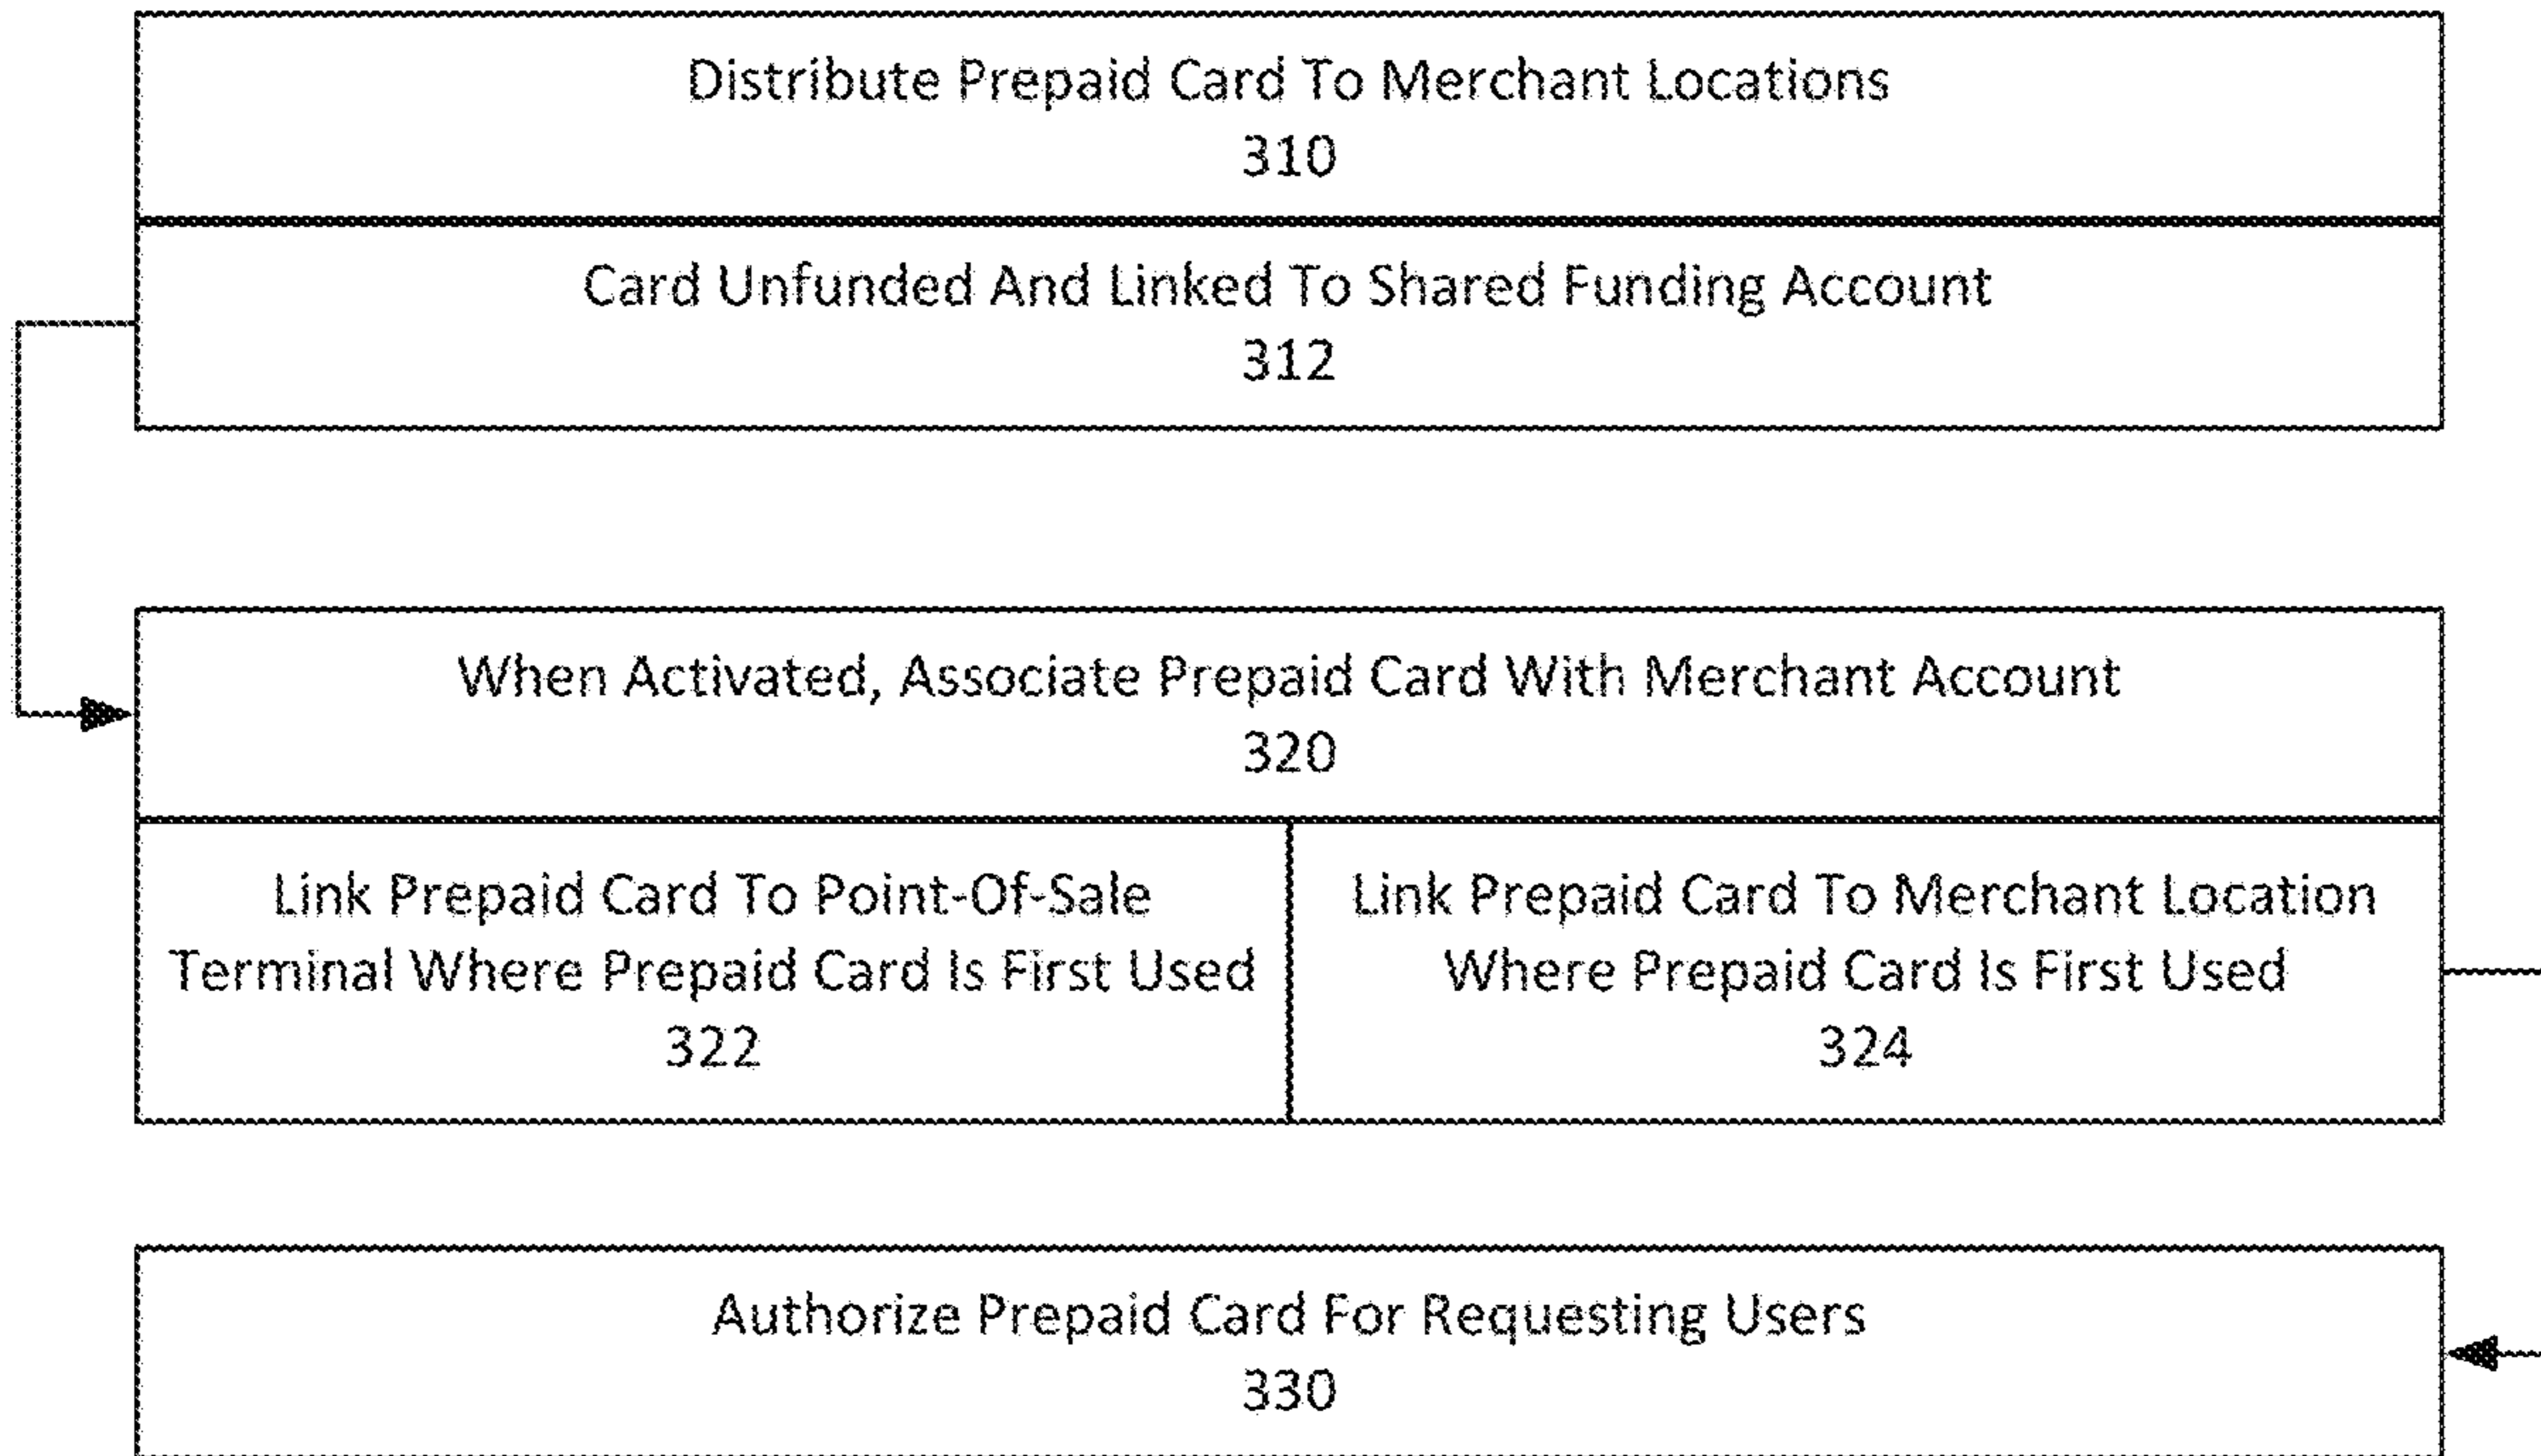 Distribute Prepaid Card To Merchant Locations
310
Card Unfunded And Linked To Shared Funding Account
312
When Activated, Associate Prepaid Card With Merchant Account
320
Link Prepaid Card To Point-Of-Sale
Terminal Where Prepaid Card Is First Used
322
Link Prepaid Card To Merchant Location
Where Prepaid Card Is First Used
324
Authorize Prepaid Card For Requesting Users
330